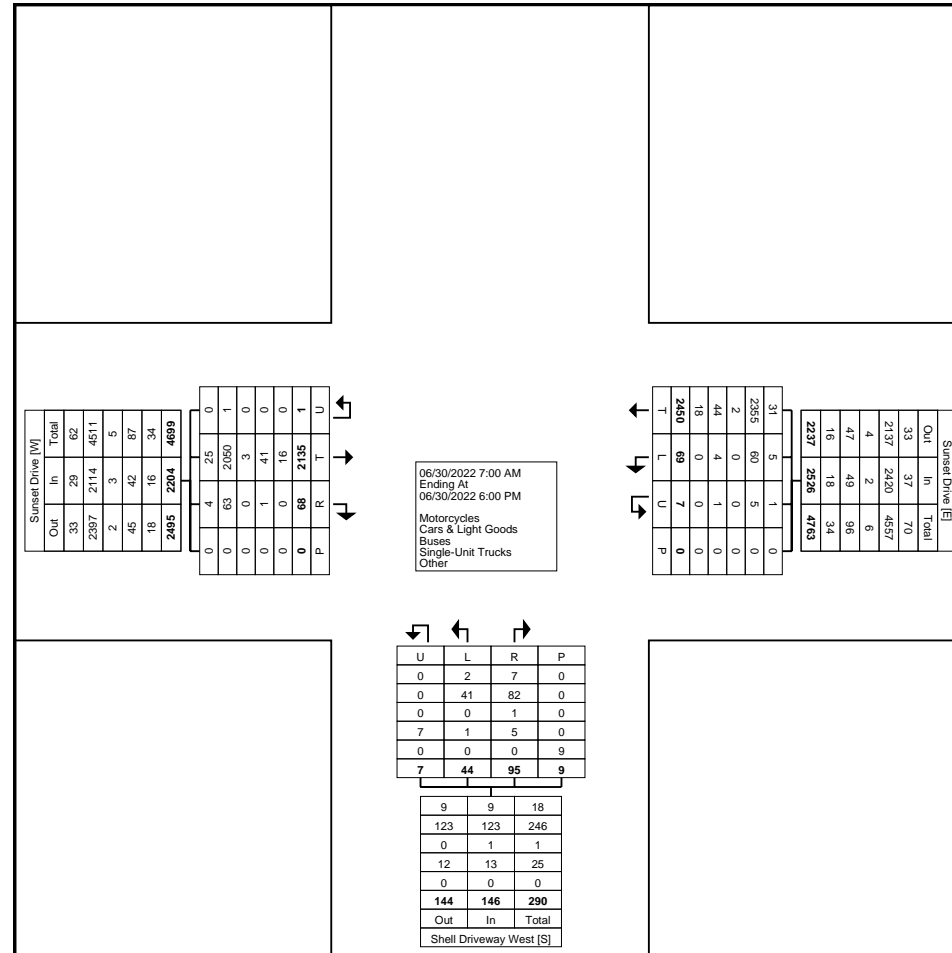 Sunset Drive [W]
Total In Out
62 29 33
4511 2114 2397
5 3 2
87 42 45
34 16 18
4699 2204 2495
0 25 4 0
1 2050 63 0
0 3 0 0
0 41 1 0
0 16 0 0
1 2135 68 0
U T R P
06/30/2022 7:00 AM
Ending At
06/30/2022 6:00 PM
Motorcycles
Cars & Light Goods
Buses
Single-Unit Trucks
Other
Sunset Drive [E]
Out In Total
33 37 70
2137 2420 4557
4 2 6
47 49 96
16 18 34
2237 2526 4763
31 5 1 0
2355 60 5 0
2 0 0 0
44 4 1 0
18 0 0 0
2450 69 7 0
T L U P
U L R P
0 2 7 0
0 41 82 0
0 0 1 0
7 1 5 0
0 0 0 9
7 44 95 9
9 9 18
123 123 246
0 1 1
12 13 25
0 0 0
144 146 290
Out In Total
Shell Driveway West [S]